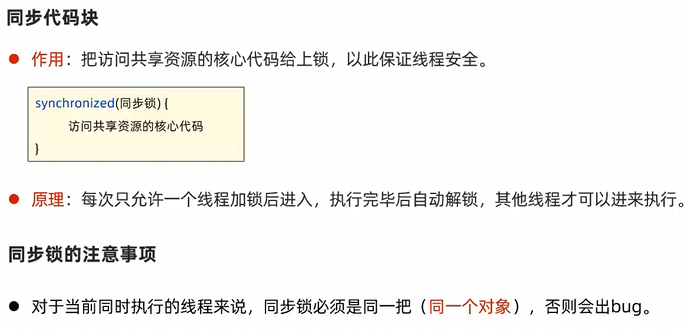 同步代码块
● 作用：把访问共享资源的核心代码给上锁，以此保证线程安全。
synchronized(同步锁) {
访问共享资源的核心代码
}
● 原理：每次只允许一个线程加锁后进入，执行完毕后自动解锁，其他线程才可以进来执行。
同步锁的注意事项
● 对于当前同时执行的线程来说，同步锁必须是同一把（同一个对象），否则会出bug。